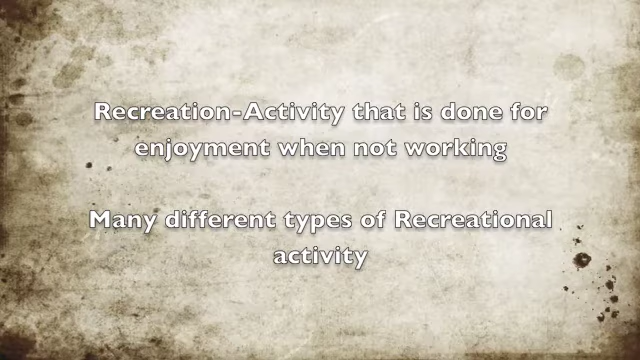 Recreation-Activity that is done for
enjoyment when not working
Many different types of Recreational
activity